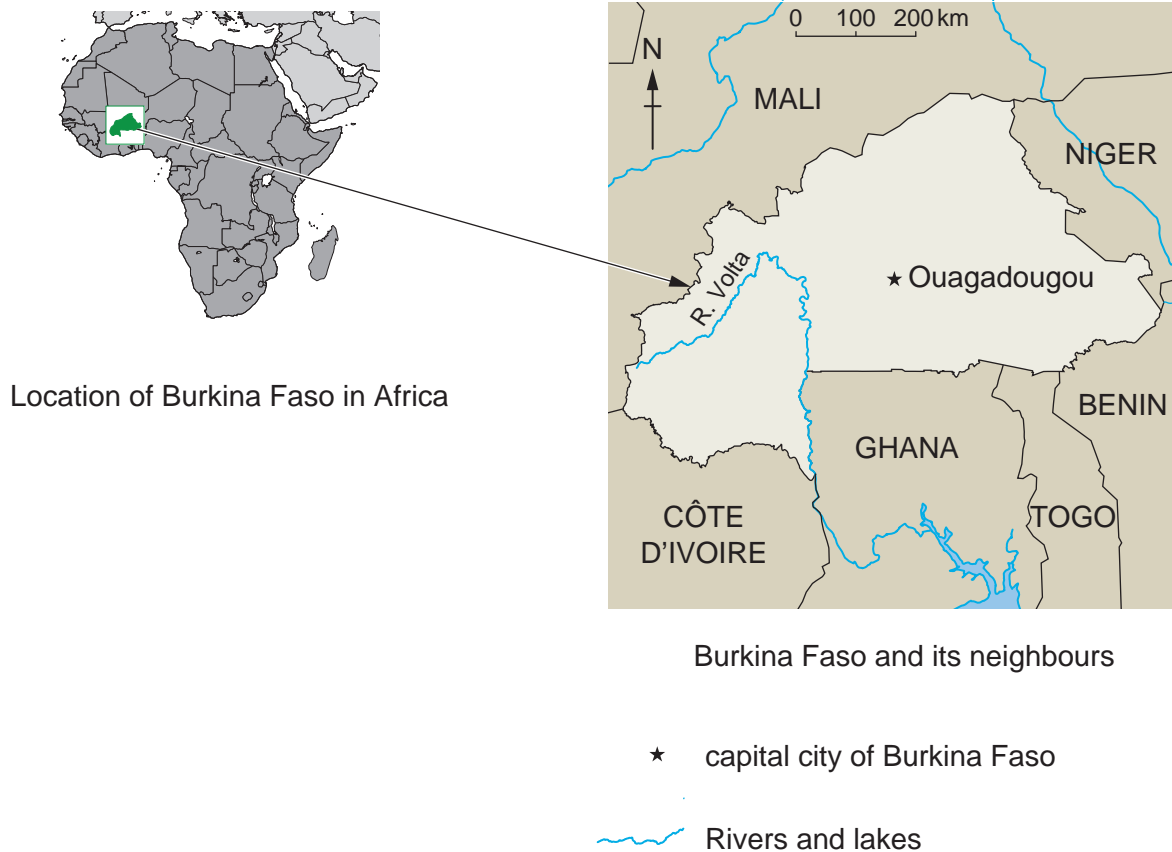 Location of Burkina Faso in Africa
0 100 200 km
N
MALI
NIGER
R. Volta
Ouagadougou
BENIN
GHANA
CÔTE
D'IVOIRE
TOGO
Burkina Faso and its neighbours
capital city of Burkina Faso
Rivers and lakes